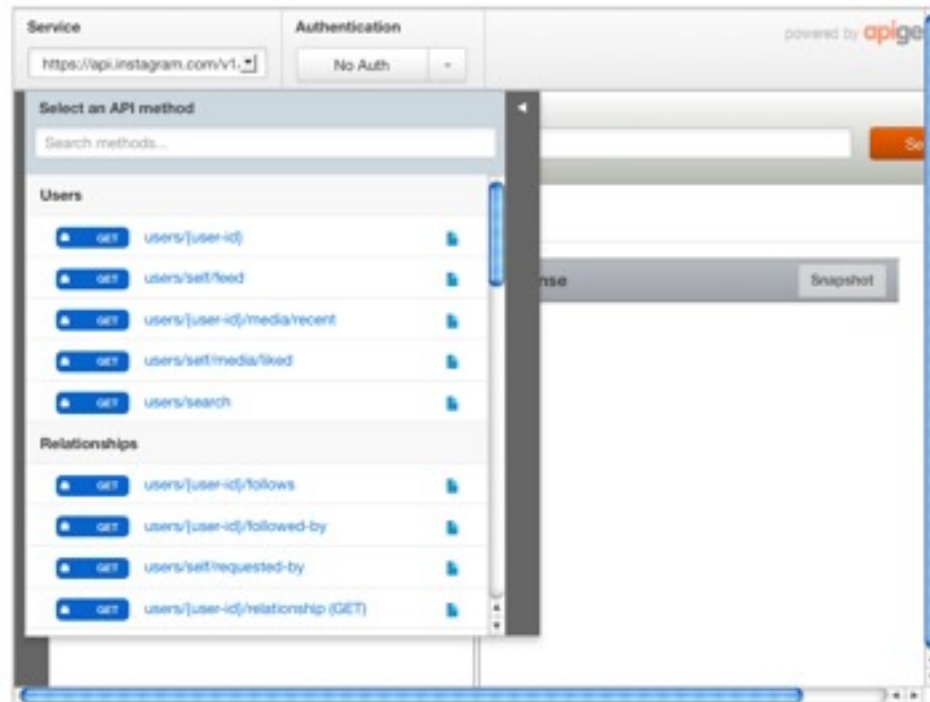 Service
Authentication
powered by apige
https://api.instagram.com/v1.
No Auth
Select an API method
Search methods...
Se
Users
GET users/{user-id}
GET users/self/feed
nse
Snapshot
GET users/{user-id}/media/recent
GET users/self/media/liked
GET users/search
Relationships
GET users/{user-id}/follows
GET users/{user-id}/followed-by
GET users/self/requested-by
GET users/{user-id}/relationship (GET)